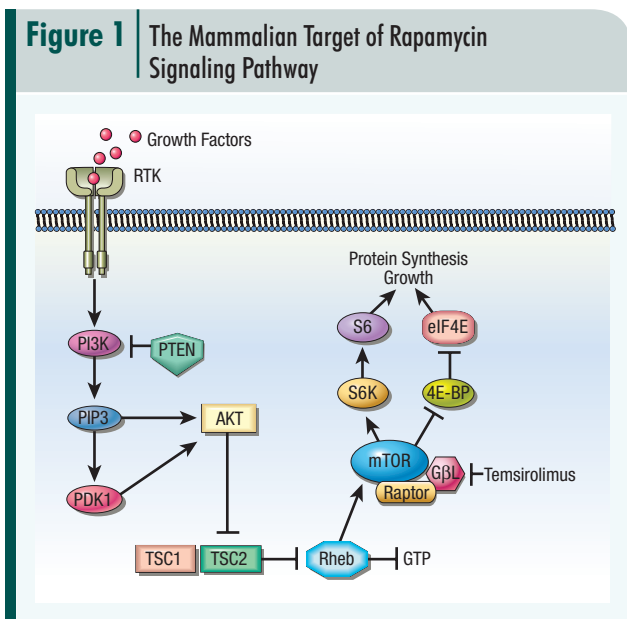 Figure 1
The Mammalian Target of Rapamycin
Signaling Pathway
Growth Factors
RTK
Protein Synthesis
Growth
S6
eIF4E
PI3K
PTEN
S6K
4E-BP
PIP3
AKT
mTOR
GβL
Temsirolimus
Raptor
PDK1
TSC1
TSC2
Rheb
GTP